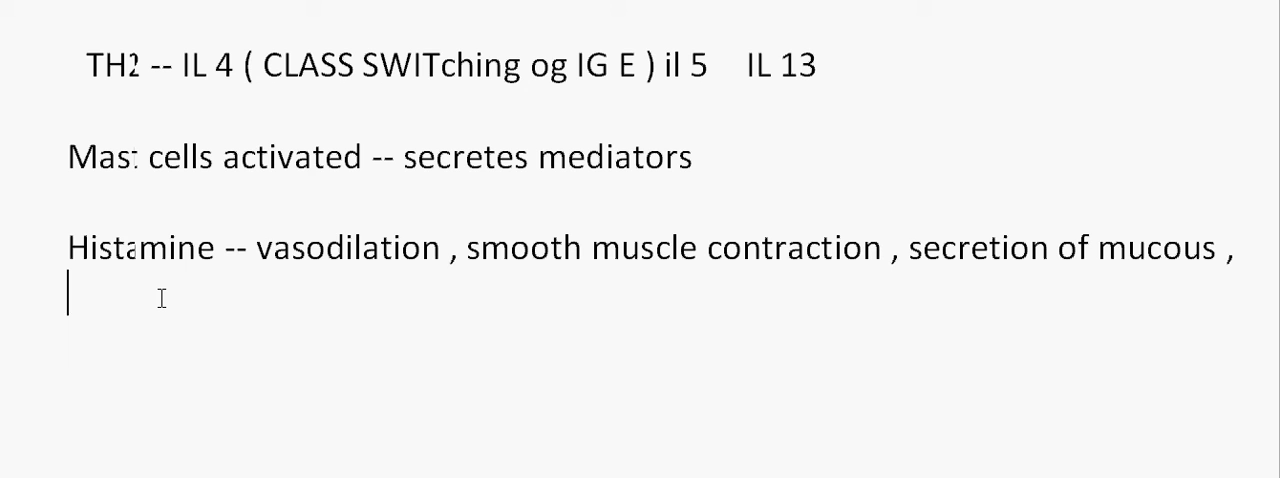 TH2 -- IL 4 ( CLASS SWITching og IG E ) il 5 IL 13
Mast cells activated -- secretes mediators
Histamine -- vasodilation , smooth muscle contraction , secretion of mucous ,